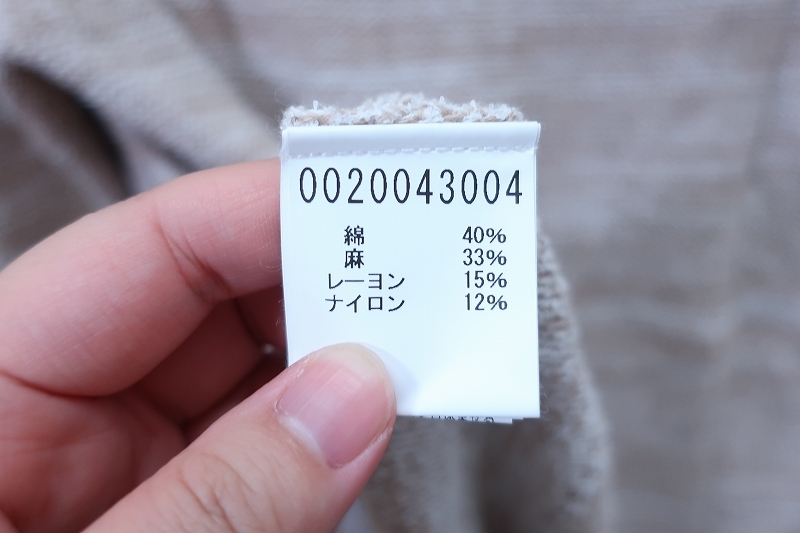 0020043004
綿 40%
麻 33%
レーヨン 15%
ナイロン 12%